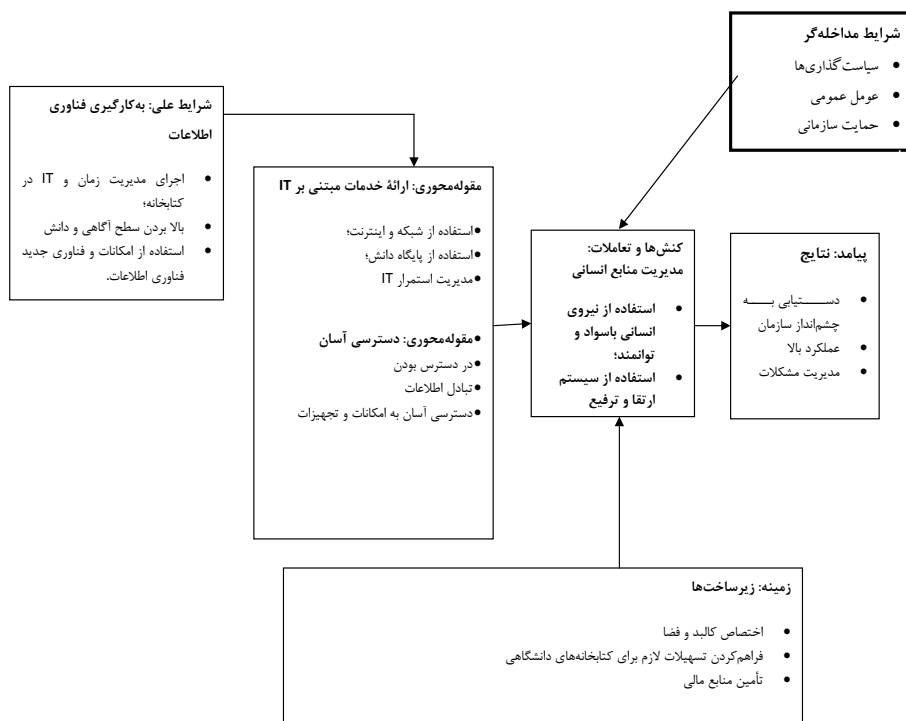 شرایط مداخله‌گر
• سیاست‌گذاری‌ها
• عومل عمومی
• حمایت سازمانی
شرایط علی: به‌کارگیری فناوری
اطلاعات
• اجرای مدیریت زمان و IT در
کتابخانه؛
• بالا بردن سطح آگاهی و دانش
• استفاده از امکانات و فناوری جدید
فناوری اطلاعات.
مقوله‌محوری: ارائۀ خدمات مبتنی بر IT
•استفاده از شبکه و اینترنت؛
•استفاده از پایگاه دانش؛
•مدیریت استمرار IT
•مقوله‌محوری: دسترسی آسان
•در دسترس بودن
•تبادل اطلاعات
•دسترسی آسان به امکانات و تجهیزات
کنش‌ها و تعاملات:
مدیریت منابع انسانی
• استفاده از نیروی
انسانی باسواد و
توانمند؛
• استفاده از سیستم
ارتقا و ترفیع
پیامد: نتایج
• دستیابی به
چشم‌انداز سازمان
• عملکرد بالا
• مدیریت مشکلات
زمینه: زیرساخت‌ها
• اختصاص کالبد و فضا
• فراهم‌کردن تسهیلات لازم برای کتابخانه‌های دانشگاهی
• تأمین منابع مالی